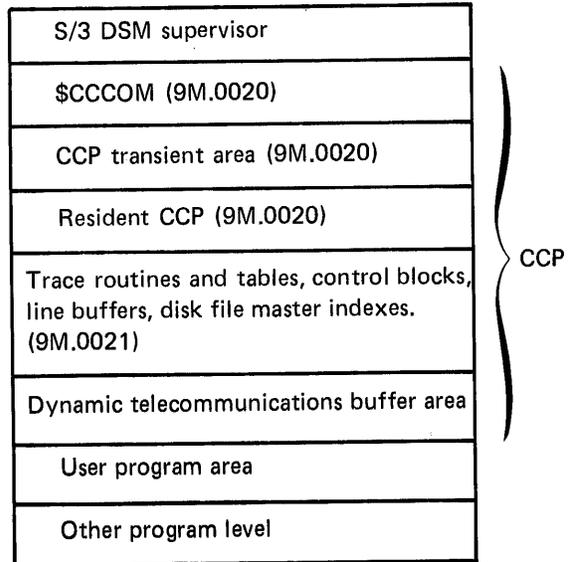 S/3 DSM supervisor
$CCCOM (9M.0020)
CCP transient area (9M.0020)
Resident CCP (9M.0020)
Trace routines and tables, control blocks,
line buffers, disk file master indexes.
(9M.0021)
Dynamic telecommunications buffer area
User program area
Other program level
CCP